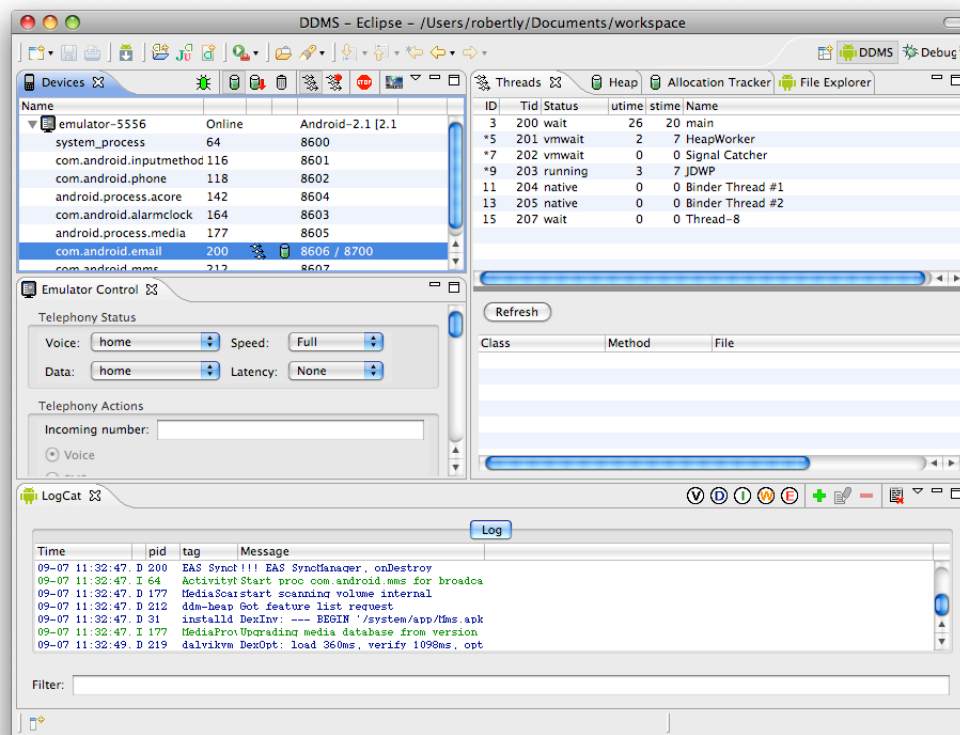 DDMS – Eclipse – /Users/robertly/Documents/workspace
DDMS Debug
Devices
Name
emulator-5556 Online Android-2.1 [2.1
system_process 64 8600
com.android.inputmethod 116 8601
com.android.phone 118 8602
android.process.acore 142 8604
com.android.alarmclock 164 8603
android.process.media 177 8605
com.android.email 200 8606 / 8700
com.android.mms 212 8607
Threads Heap Allocation Tracker File Explorer
ID Tid Status utime stime Name
3 200 wait 26 20 main
*5 201 vmwait 2 7 HeapWorker
*7 202 vmwait 0 0 Signal Catcher
*9 203 running 3 7 JDWP
11 204 native 0 0 Binder Thread #1
13 205 native 0 0 Binder Thread #2
15 207 wait 0 0 Thread-8
Refresh
Class Method File
Emulator Control
Telephony Status
Voice: home Speed: Full
Data: home Latency: None
Telephony Actions
Incoming number:
Voice
LogCat
V D I W E
Log
Time pid tag Message
09-07 11:32:47. D 200 EAS Sync !!! EAS SyncManager, onDestroy
09-07 11:32:47. I 64 Activity Start proc com.android.mms for broadca
09-07 11:32:47. D 177 MediaScar start scanning volume internal
09-07 11:32:47. D 212 ddm-heap Got feature list request
09-07 11:32:47. D 31 installd DexInv: --- BEGIN '/system/app/Mms.apk
09-07 11:32:47. I 177 MediaProv Upgrading media database from version
09-07 11:32:49. D 219 dalvikvm DexOpt: load 360ms, verify 1098ms, opt
Filter: